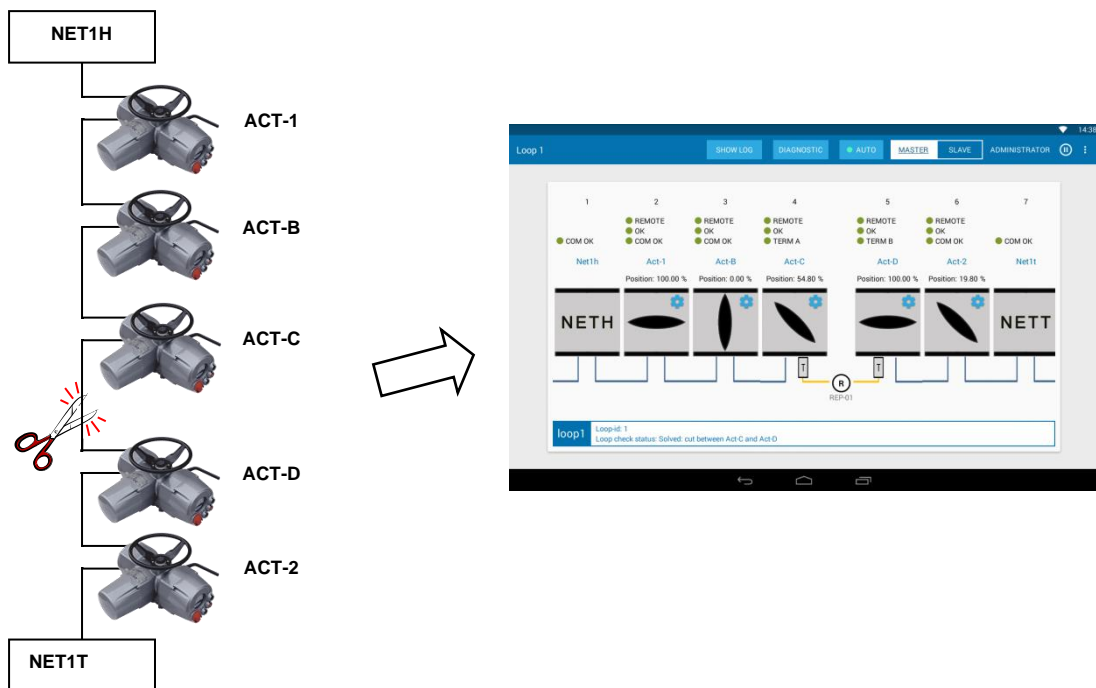 NET1H
ACT-1
ACT-B
ACT-C
ACT-D
ACT-2
NET1T
14:38
Loop 1 SHOW LOG DIAGNOSTIC AUTO MASTER SLAVE ADMINISTRATOR
1 2 3 4 5 6 7
REMOTE REMOTE REMOTE REMOTE REMOTE
OK OK OK OK OK
COM OK COM OK COM OK TERM A TERM B COM OK COM OK
Net1h Act-1 Act-B Act-C Act-D Act-2 Net1t
Position: 100.00 % Position: 0.00 % Position: 54.80 % Position: 100.00 % Position: 19.80 %
NETH NETT
T T
R
REP-01
loop1
Loop-id: 1
Loop check status: Solved: cut between Act-C and Act-D